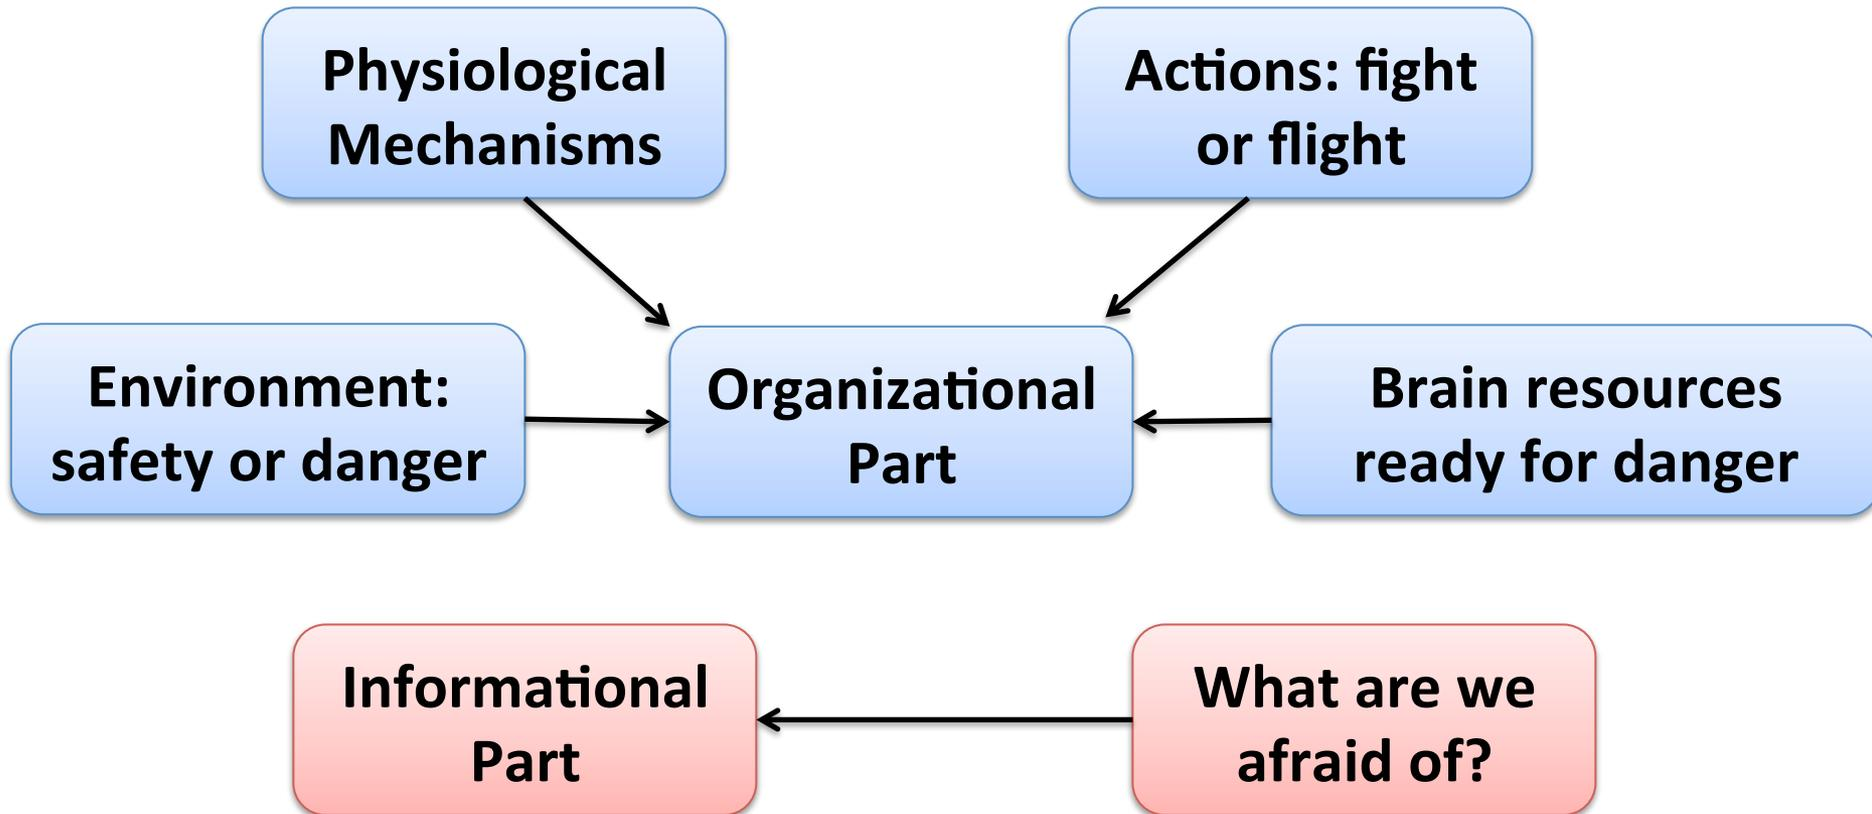 Physiological
Mechanisms
Actions: fight
or flight
Environment:
safety or danger
Organizational
Part
Brain resources
ready for danger
Informational
Part
What are we
afraid of?